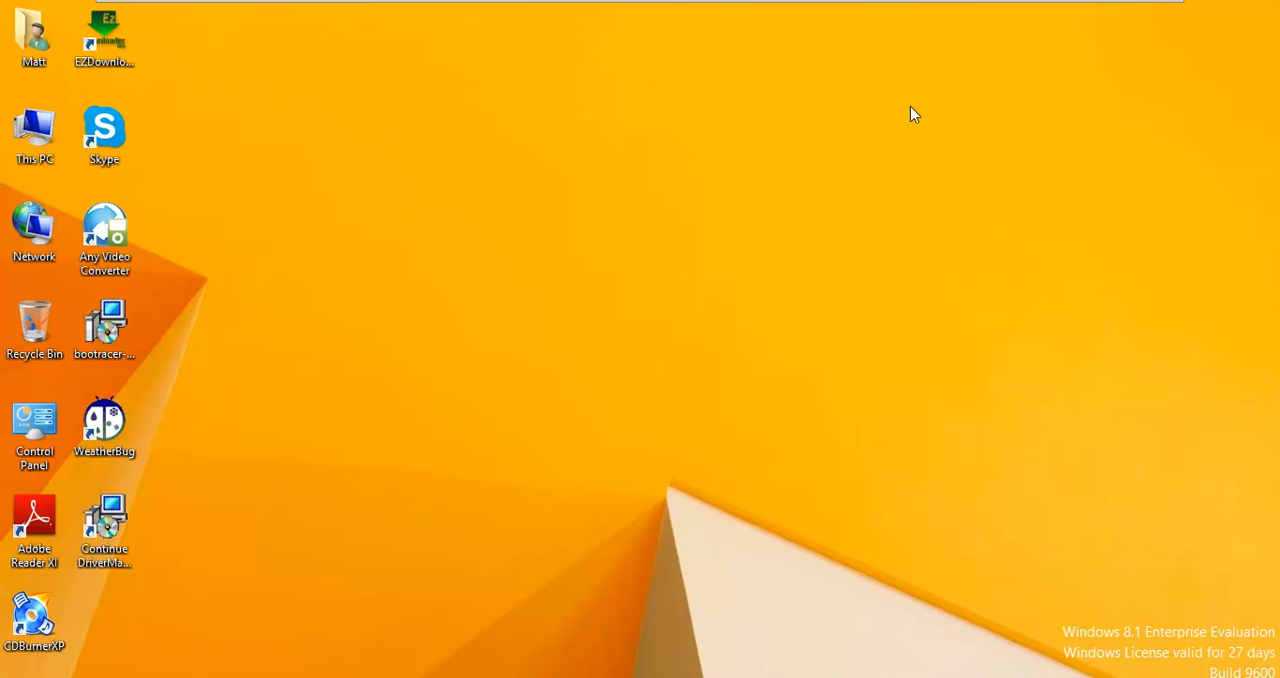 Matt
EZDownlo...
This PC
Skype
Network
Any Video
Converter
Recycle Bin
bootracer-...
Control
Panel
WeatherBug
Adobe
Reader XI
Continue
DriverMa...
CDBurnerXP
Windows 8.1 Enterprise Evaluation
Windows License valid for 27 days
Build 9600